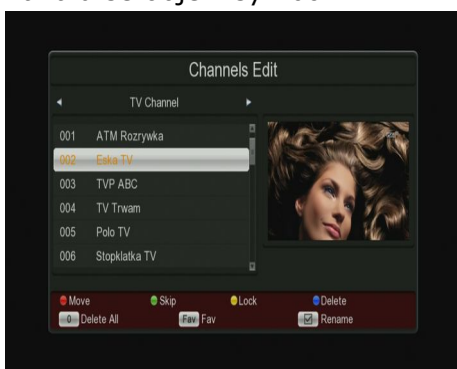 Channels Edit
TV Channel
001 ATM Rozrywka
002 Eska TV
003 TVP ABC
004 TV Trwam
005 Polo TV
006 Stopklatka TV
Move Skip Lock Delete
0 Delete All Fav Fav Rename